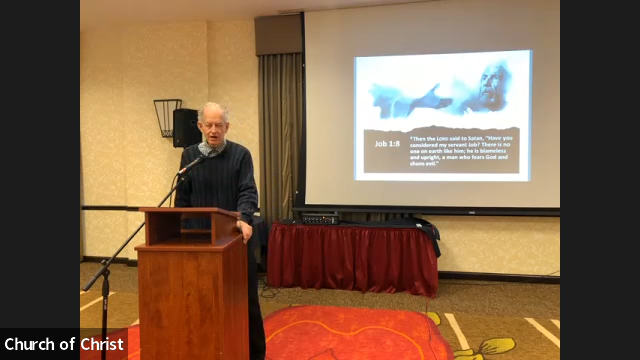 Job 1:8
"Then the LORD said to Satan, "Have you
considered my servant Job? There is no
one on earth like him; he is blameless
and upright, a man who fears God and
shuns evil."
Church of Christ